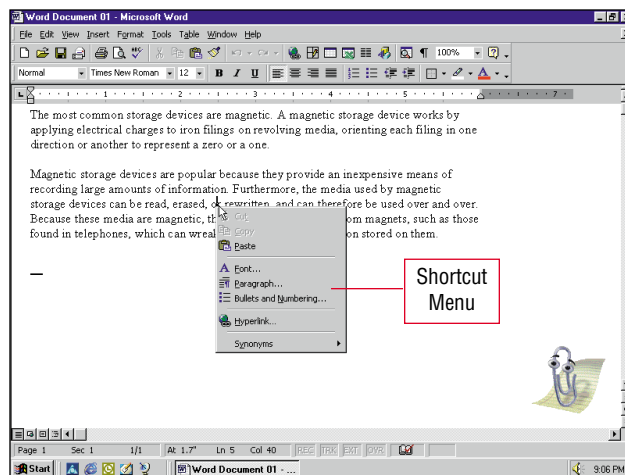 Word Document 01 - Microsoft Word
File Edit View Insert Format Tools Table Window Help
100%
Normal Times New Roman 12 B I U A
1 2 3 4 5 7
The most common storage devices are magnetic. A magnetic storage device works by
applying electrical charges to iron filings on revolving media, orienting each filing in one
direction or another to represent a zero or a one.
Magnetic storage devices are popular because they provide an inexpensive means of
recording large amounts of information. Furthermore, the media used by magnetic
storage devices can be read, erased, or rewritten, and can therefore be used over and over.
Because these media are magnetic, th om magnets, such as those
found in telephones, which can wreal on stored on them.
Cut
Copy
Paste
Font...
Paragraph...
Bullets and Numbering...
Hyperlink...
Synonyms
Shortcut
Menu
Page 1 Sec 1 1/1 At 1.7" Ln 5 Col 40 REC TRK EXT OVR
Start Word Document 01 - ... 9:06 PM